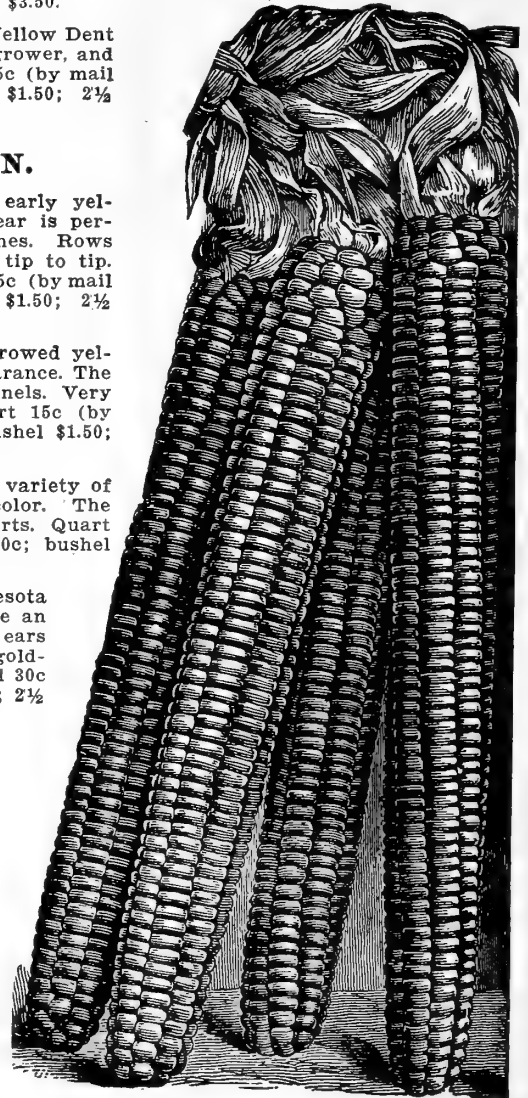 $3.50.
Yellow Dent
grower, and
5c (by mail
$1.50; 2½
N.
early yel-
ear is per-
nes. Rows
tip to tip.
5c (by mail
$1.50; 2½
rowed yel-
arance. The
nels. Very
rt 15c (by
shel $1.50;
variety of
color. The
rts. Quart
0c; bushel
esota
e an
ears
gold-
d 30c
; 2½